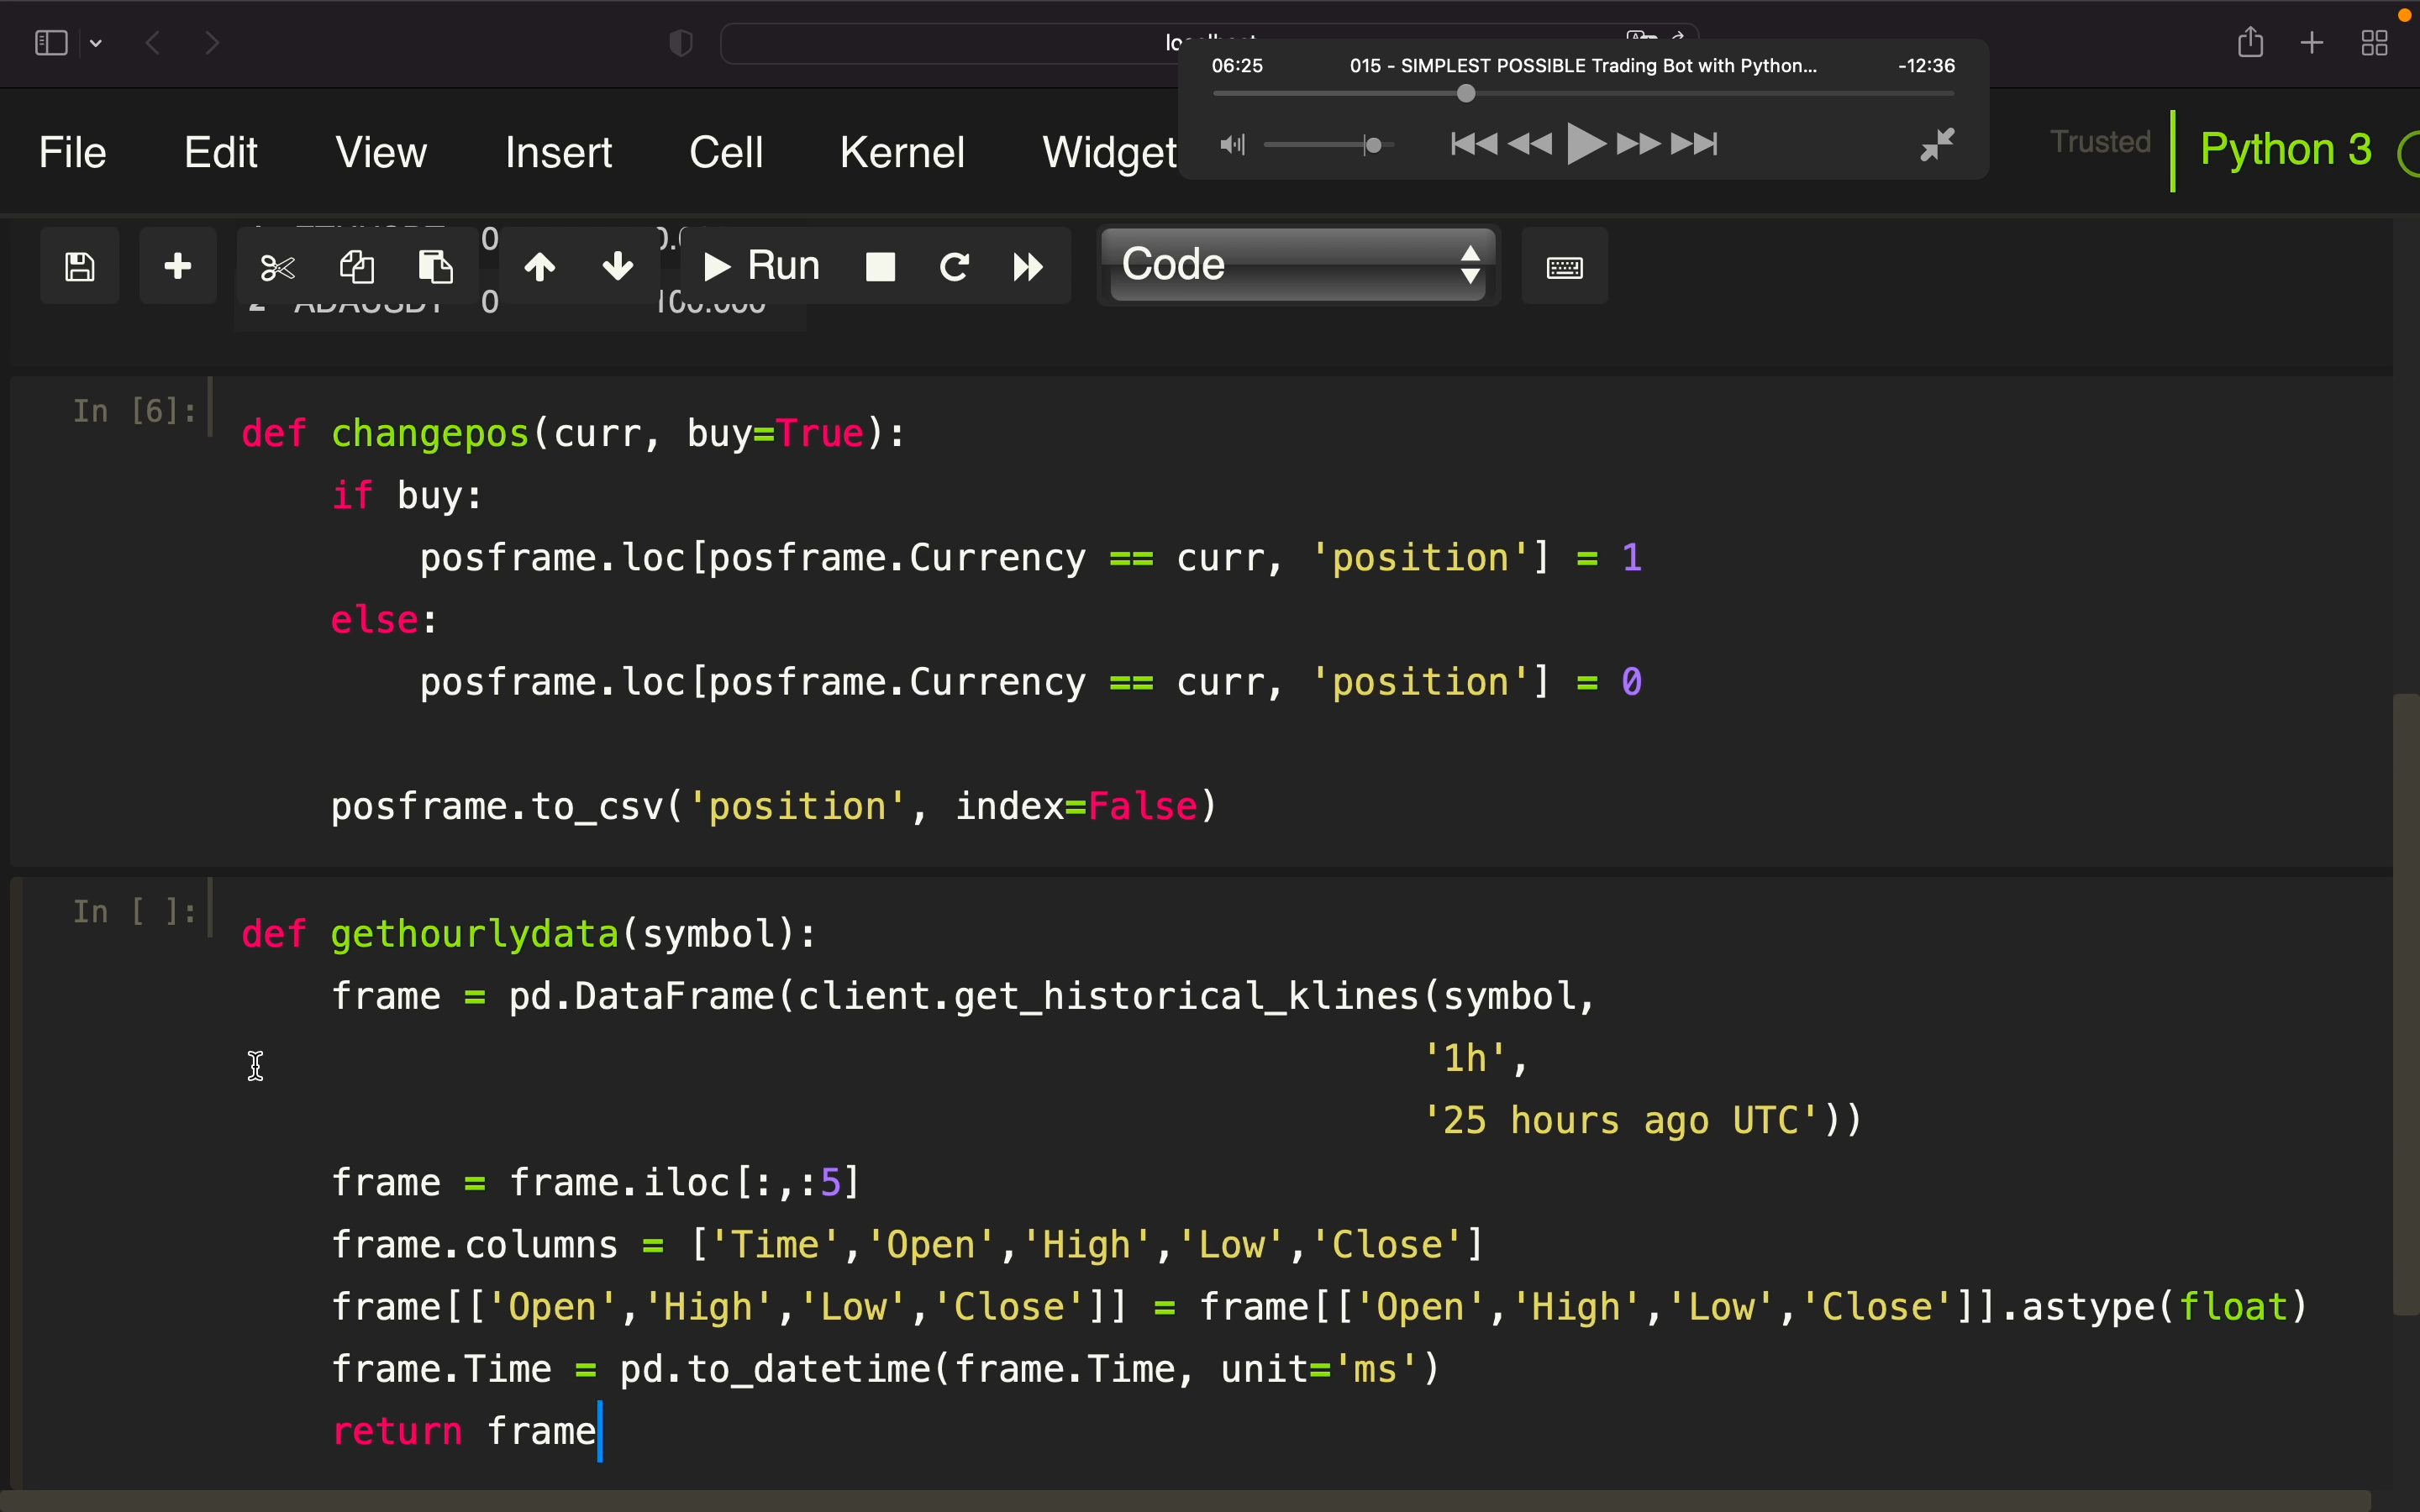 06:25 015 - SIMPLEST POSSIBLE Trading Bot with Python... -12:36
File Edit View Insert Cell Kernel Widget Trusted Python 3
Run Code
2 ADAUSDT 0 100.000
In [6]:
def changepos(curr, buy=True):
    if buy:
        posframe.loc[posframe.Currency == curr, 'position'] = 1
    else:
        posframe.loc[posframe.Currency == curr, 'position'] = 0
    posframe.to_csv('position', index=False)
In [ ]:
def gethourlydata(symbol):
    frame = pd.DataFrame(client.get_historical_klines(symbol,
                                                      '1h',
                                                      '25 hours ago UTC'))
    frame = frame.iloc[:,:5]
    frame.columns = ['Time','Open','High','Low','Close']
    frame[['Open','High','Low','Close']] = frame[['Open','High','Low','Close']].astype(float)
    frame.Time = pd.to_datetime(frame.Time, unit='ms')
    return frame